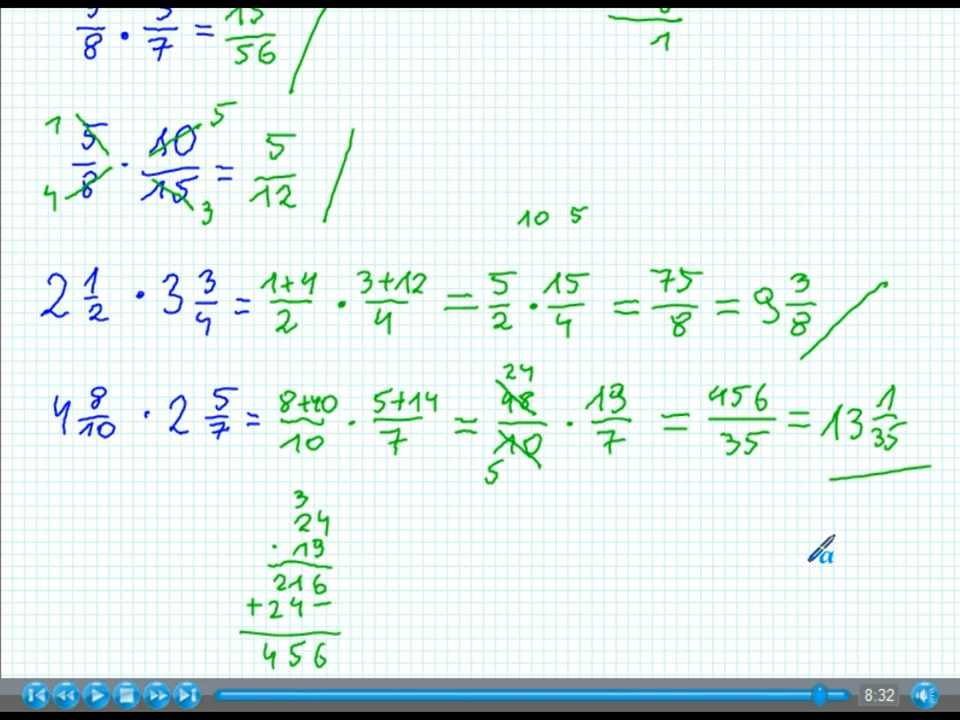 /8 · /7 = 15/56
1
1 5/8 4 · 10/15 5 3 = 5/12
10 5
2 1/2 · 3 3/4 = 1+4/2 · 3+12/4 = 5/2 · 15/4 = 75/8 = 9 3/8
24
4 8/10 · 2 5/7 = 8+40/10 · 5+14/7 = 48/10 · 19/7 = 456/35 = 13 1/35
5
3
24
· 19
216
+24–
456
a
8:32